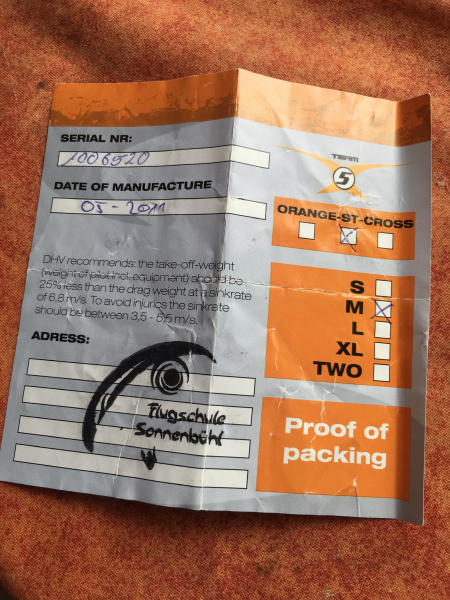 SERIAL NR:
1006520
DATE OF MANUFACTURE
05-2011
DHV recommends: the take-off-weight
(weight of pilot incl. equipment) should be
25% less than the drag weight at a sinkrate
of 6.8 m/s. To avoid injuries the sinkrate
should be between 3,5 - 5,5 m/s.
ADRESS:
Flugschule
Sonnenbühl
TEAM
5
ORANGE-ST-CROSS
S
M
L
XL
TWO
Proof of
packing